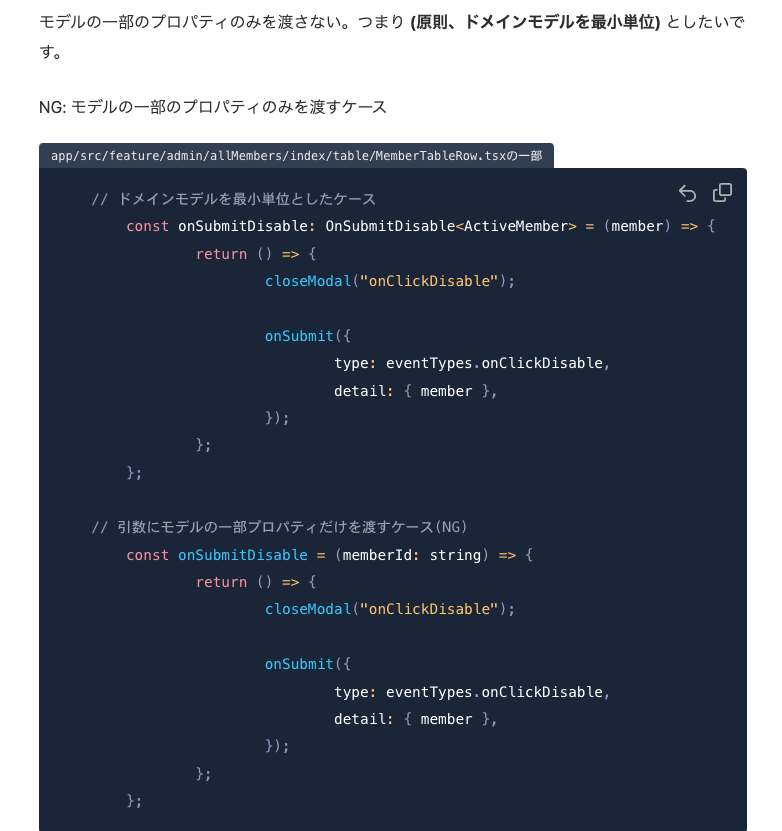 モデルの一部のプロパティのみを渡さない。つまり (原則、ドメインモデルを最小単位) としたいで
す。
NG: モデルの一部のプロパティのみを渡すケース
app/src/feature/admin/allMembers/index/table/MemberTableRow.tsxの一部
// ドメインモデルを最小単位としたケース
const onSubmitDisable: OnSubmitDisable<ActiveMember> = (member) => {
return () => {
closeModal("onClickDisable");
onSubmit({
type: eventTypes.onClickDisable,
detail: { member },
});
};
};
// 引数にモデルの一部プロパティだけを渡すケース(NG)
const onSubmitDisable = (memberId: string) => {
return () => {
closeModal("onClickDisable");
onSubmit({
type: eventTypes.onClickDisable,
detail: { member },
});
};
};